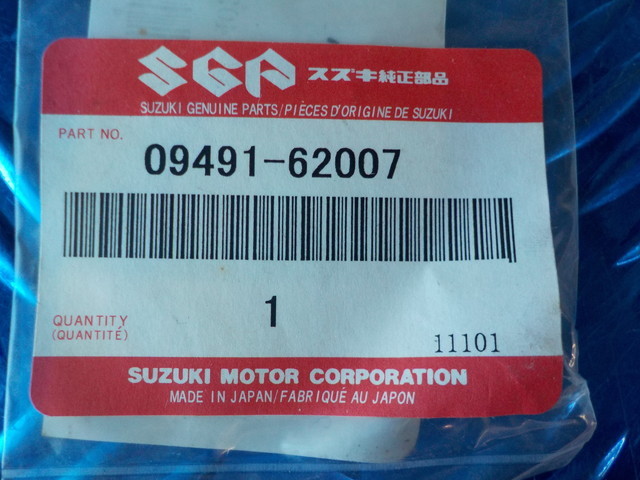 SGP スズキ純正部品
SUZUKI GENUINE PARTS/PIÈCES D'ORIGINE DE SUZUKI
PART NO.
09491-62007
QUANTITY 1
(QUANTITÉ)
11101
SUZUKI MOTOR CORPORATION
MADE IN JAPAN/FABRIQUÉ AU JAPON